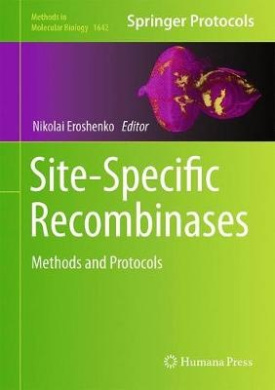 Methods in
Molecular Biology 1642
Springer Protocols
Nikolai Eroshenko Editor
Site-Specific
Recombinases
Methods and Protocols
Humana Press